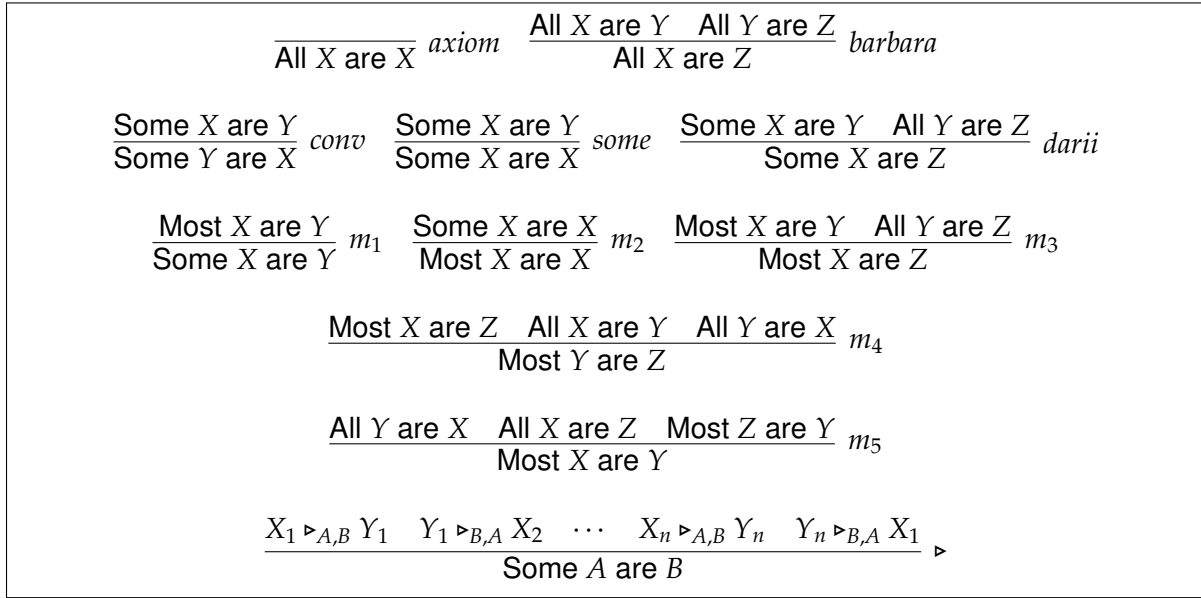 All X are X axiom All X are Y All Y are Z All X are Z barbara
Some X are Y Some Y are X conv Some X are Y Some X are X some Some X are Y All Y are Z Some X are Z darii
Most X are Y Some X are Y m₁ Some X are X Most X are X m₂ Most X are Y All Y are Z Most X are Z m₃
Most X are Z All X are Y All Y are X
Most Y are Z m₄
All Y are X All X are Z Most Z are Y
Most X are Y m₅
X₁ ▹A,B Y₁ Y₁ ▹B,A X₂ ⋯ Xₙ ▹A,B Yₙ Yₙ ▹B,A X₁
Some A are B ▹